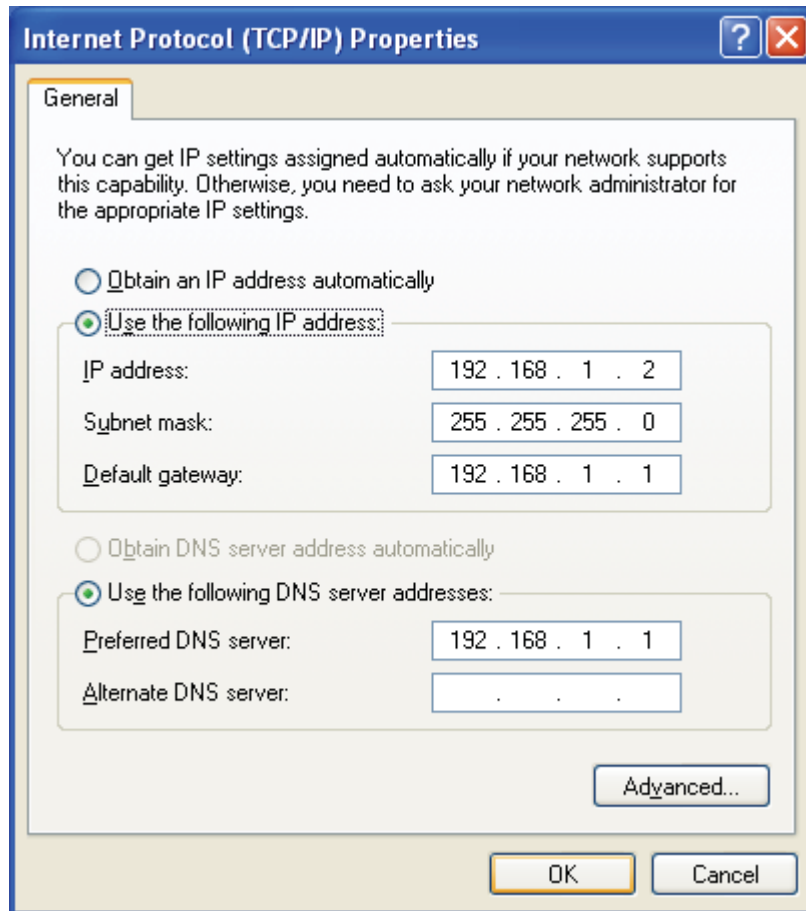 Internet Protocol (TCP/IP) Properties
General
You can get IP settings assigned automatically if your network supports
this capability. Otherwise, you need to ask your network administrator for
the appropriate IP settings.
Obtain an IP address automatically
Use the following IP address:
IP address: 192 . 168 . 1 . 2
Subnet mask: 255 . 255 . 255 . 0
Default gateway: 192 . 168 . 1 . 1
Obtain DNS server address automatically
Use the following DNS server addresses:
Preferred DNS server: 192 . 168 . 1 . 1
Alternate DNS server: . . .
Advanced...
OK Cancel